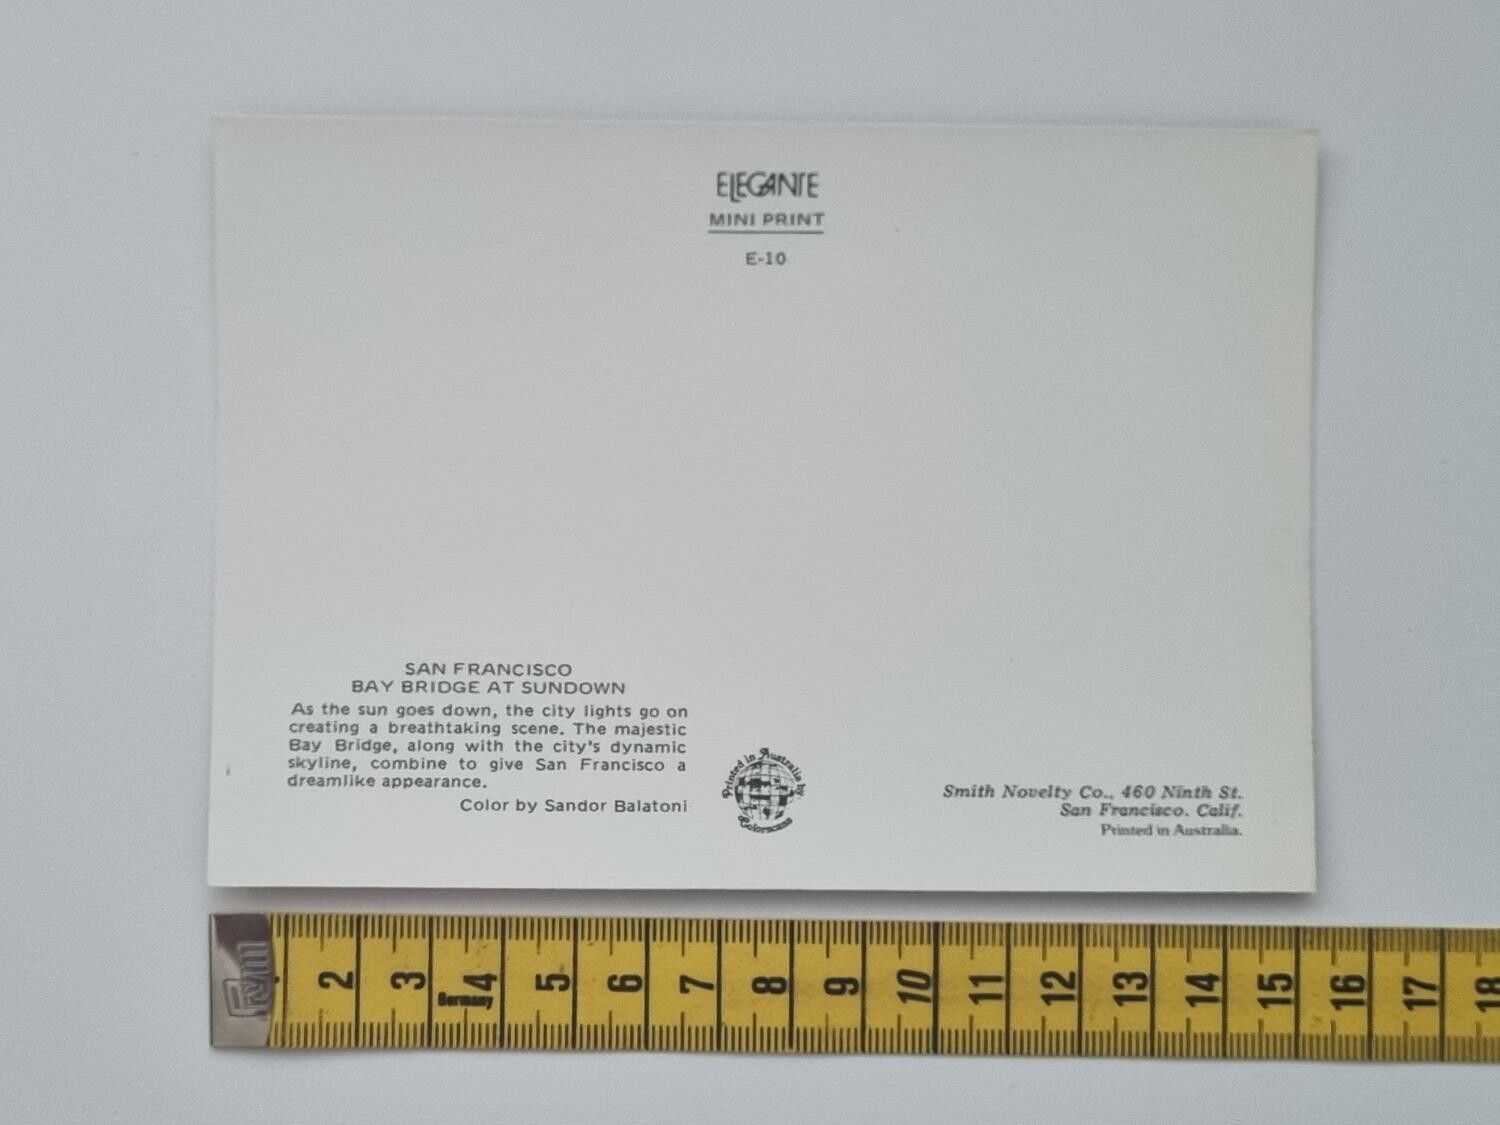 ELEGANTE
MINI PRINT
E-10
SAN FRANCISCO
BAY BRIDGE AT SUNDOWN
As the sun goes down, the city lights go on
creating a breathtaking scene. The majestic
Bay Bridge, along with the city's dynamic
skyline, combine to give San Francisco a
dreamlike appearance.
Color by Sandor Balatoni
Printed in Australia by
Colorscans
Smith Novelty Co., 460 Ninth St.
San Francisco. Calif.
Printed in Australia.
Prym
2 3 4 5 6 7 8 9 10 11 12 13 14 15 16 17 18
Germany